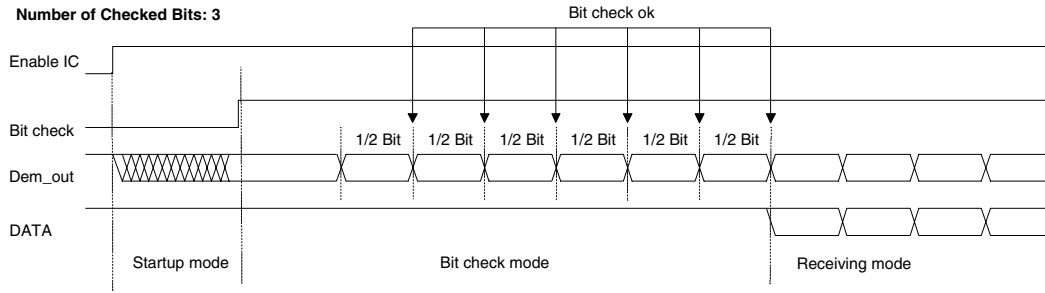 Number of Checked Bits: 3
Bit check ok
Enable IC
Bit check
1/2 Bit 1/2 Bit 1/2 Bit 1/2 Bit 1/2 Bit 1/2 Bit
Dem_out
DATA
Startup mode Bit check mode Receiving mode